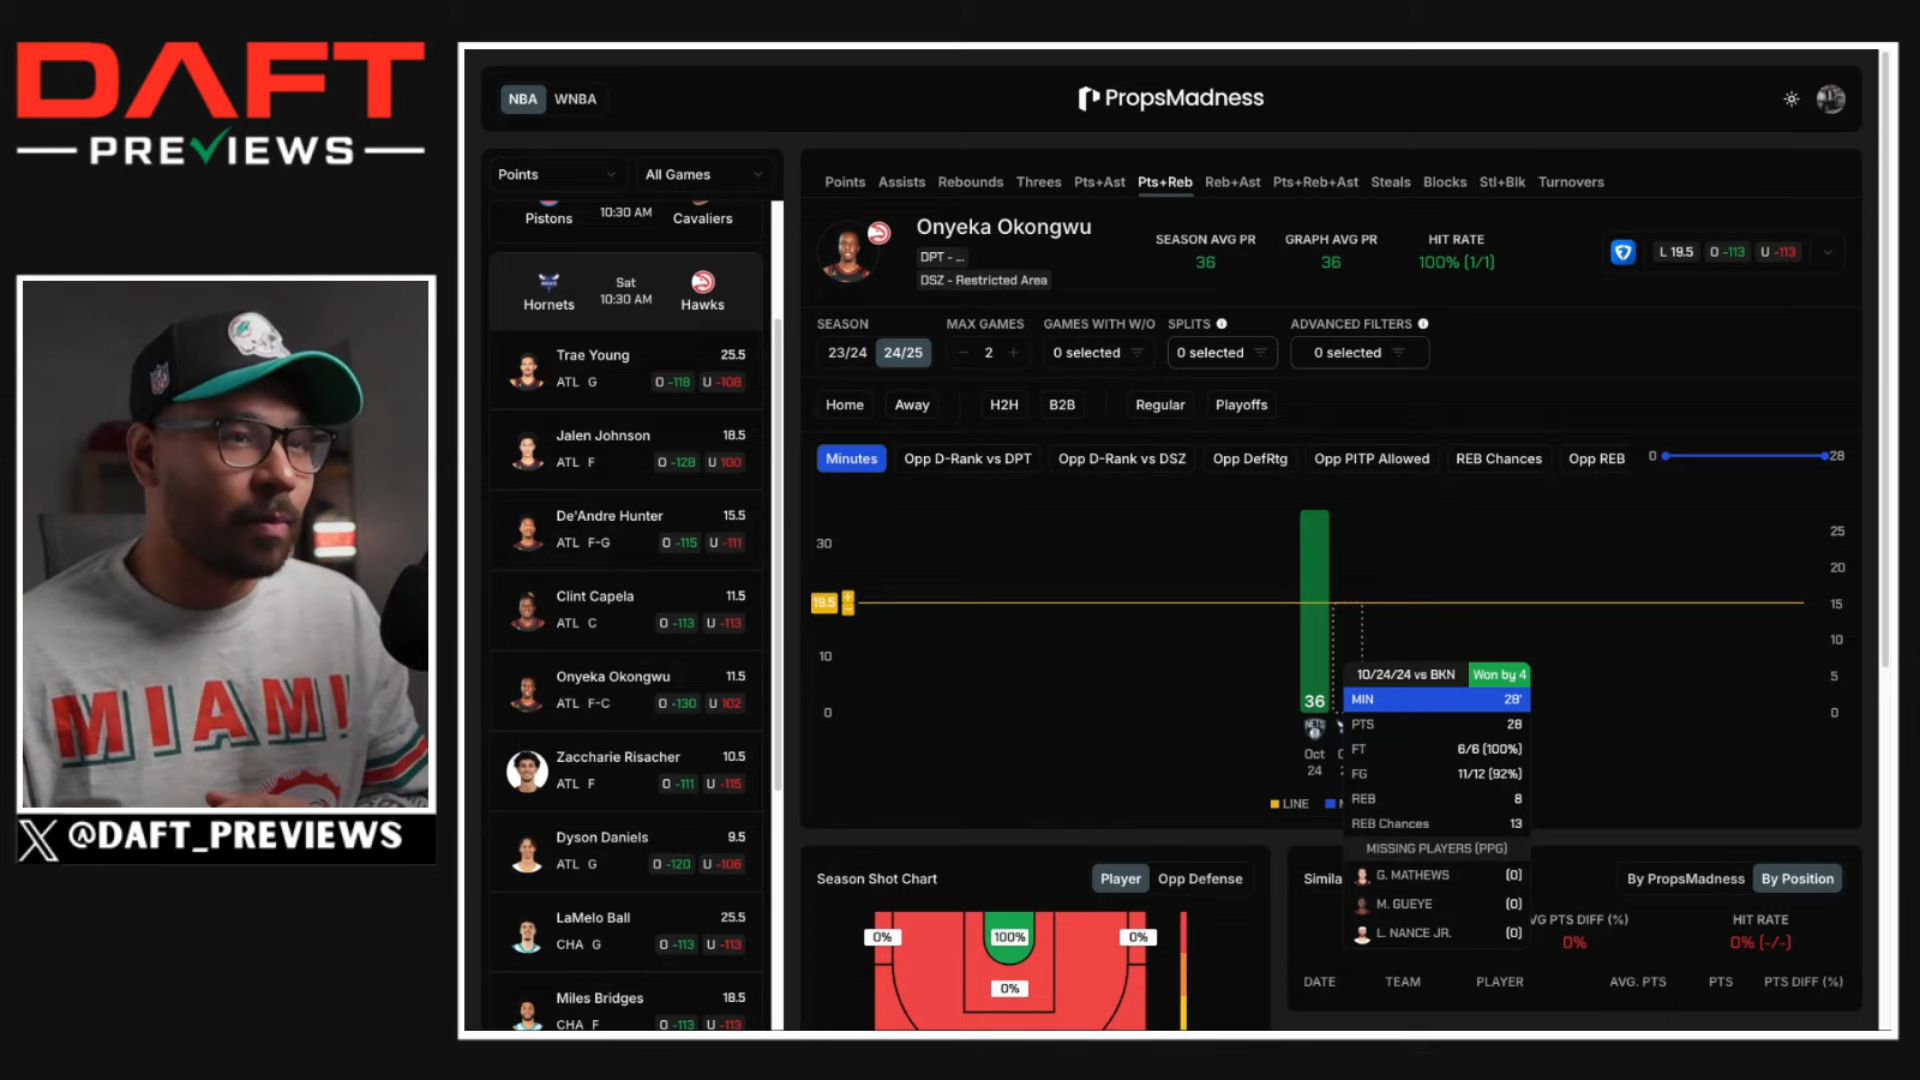 DAFT
PREVIEWS
MIAMI
@DAFT_PREVIEWS
NBA
WNBA
PropsMadness
Points
All Games
Pistons
10:30 AM
Cavaliers
Hornets
Sat
10:30 AM
Hawks
Trae Young
25.5
ATL G
O -118
U -108
Jalen Johnson
18.5
ATL F
O -128
U 100
De'Andre Hunter
15.5
ATL F-G
O -115
U -111
Clint Capela
11.5
ATL C
O -113
U -113
Onyeka Okongwu
11.5
ATL F-C
O -130
U 102
Zaccharie Risacher
10.5
ATL F
O -111
U -115
Dyson Daniels
9.5
ATL G
O -120
U -106
LaMelo Ball
25.5
CHA G
O -113
U -113
Miles Bridges
18.5
CHA F
O -113
U -113
Points
Assists
Rebounds
Threes
Pts+Ast
Pts+Reb
Reb+Ast
Pts+Reb+Ast
Steals
Blocks
Stl+Blk
Turnovers
Onyeka Okongwu
DPT - ...
DSZ - Restricted Area
SEASON AVG PR
36
GRAPH AVG PR
36
HIT RATE
100% (1/1)
L 19.5
O -113
U -113
SEASON
23/24
24/25
MAX GAMES
2
GAMES WITH W/O
0 selected
SPLITS
0 selected
ADVANCED FILTERS
0 selected
Home
Away
H2H
B2B
Regular
Playoffs
Minutes
Opp D-Rank vs DPT
Opp D-Rank vs DSZ
Opp DefRtg
Opp PITP Allowed
REB Chances
Opp REB
0
28
30
19.5
10
0
25
20
15
10
5
0
36
NETS
Oct
24
LINE
10/24/24 vs BKN
Won by 4
MIN
28'
PTS
28
FT
6/6 (100%)
FG
11/12 (92%)
REB
8
REB Chances
13
MISSING PLAYERS (PPG)
G. MATHEWS
(0)
M. GUEYE
(0)
L. NANCE JR.
(0)
Season Shot Chart
Player
Opp Defense
0%
100%
0%
0%
Simila
By PropsMadness
By Position
VG PTS DIFF (%)
0%
HIT RATE
0% (-/-)
DATE
TEAM
PLAYER
AVG. PTS
PTS
PTS DIFF (%)